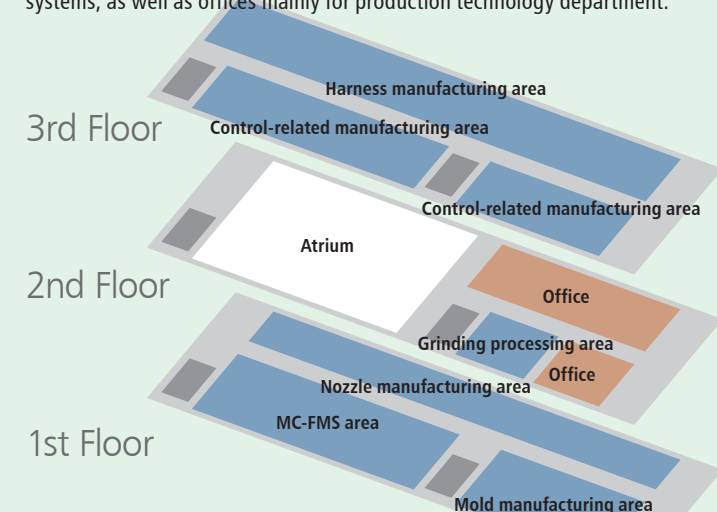 systems, as well as offices mainly for production technology department.
Harness manufacturing area
3rd Floor
Control-related manufacturing area
Control-related manufacturing area
Atrium
2nd Floor
Office
Grinding processing area
Office
Nozzle manufacturing area
MC-FMS area
1st Floor
Mold manufacturing area